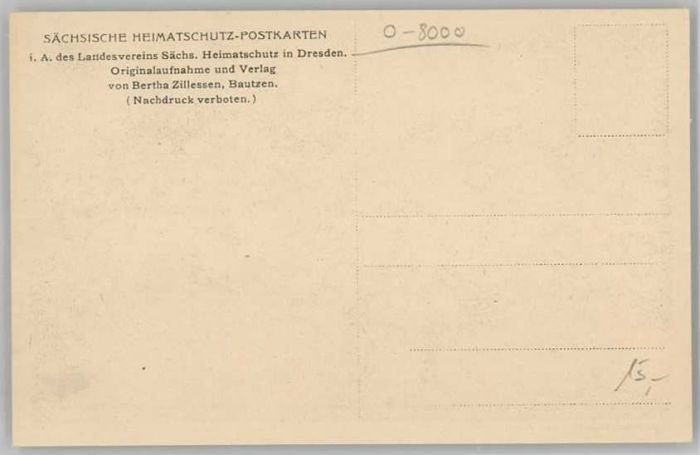 SÄCHSISCHE HEIMATSCHUTZ-POSTKARTEN
i. A. des Landesvereins Sächs. Heimatschutz in Dresden.
Originalaufnahme und Verlag
von Bertha Zillessen, Bautzen.
(Nachdruck verboten.)
O-8000
15,-